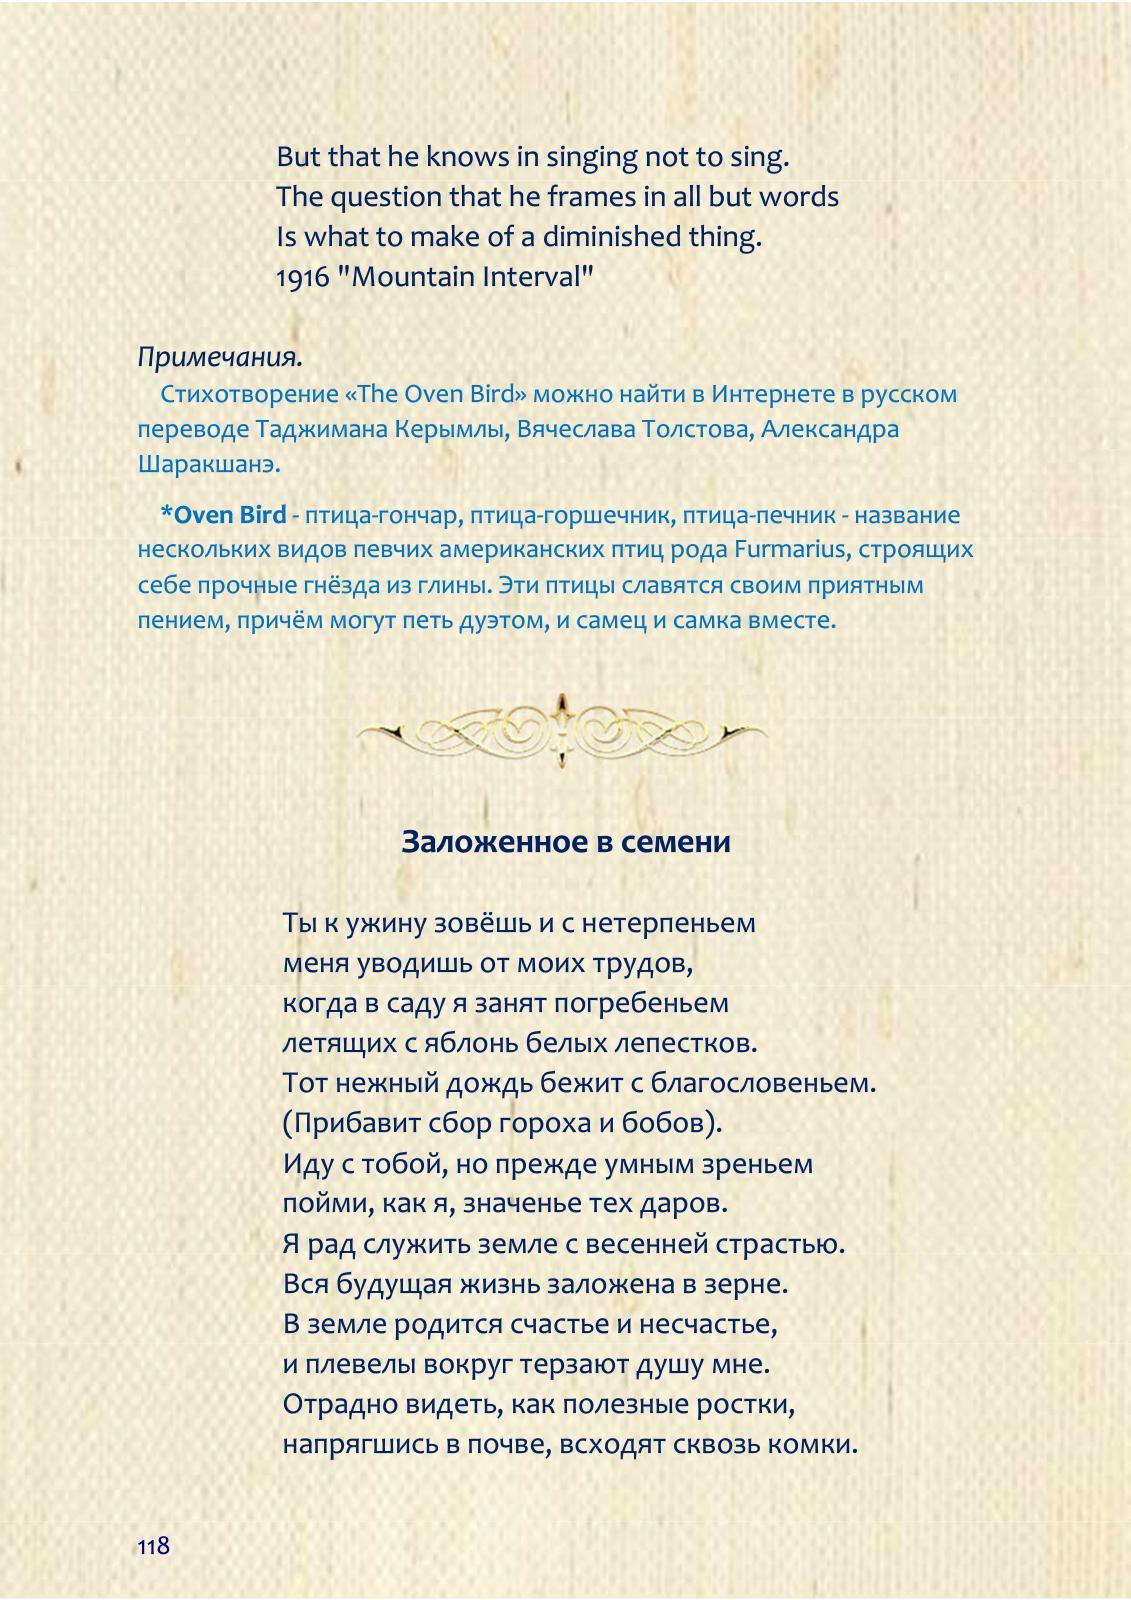 But that he knows in singing not to sing.
The question that he frames in all but words
Is what to make of a diminished thing.
1916 "Mountain Interval"
Примечания.
Стихотворение «The Oven Bird» можно найти в Интернете в русском
переводе Таджимана Керымлы, Вячеслава Толстова, Александра
Шаракшанэ.
*Oven Bird - птица-гончар, птица-горшечник, птица-печник - название
нескольких видов певчих американских птиц рода Furmarius, строящих
себе прочные гнёзда из глины. Эти птицы славятся своим приятным
пением, причём могут петь дуэтом, и самец и самка вместе.
Заложенное в семени
Ты к ужину зовёшь и с нетерпеньем
меня уводишь от моих трудов,
когда в саду я занят погребеньем
летящих с яблонь белых лепестков.
Тот нежный дождь бежит с благословеньем.
(Прибавит сбор гороха и бобов).
Иду с тобой, но прежде умным зреньем
пойми, как я, значенье тех даров.
Я рад служить земле с весенней страстью.
Вся будущая жизнь заложена в зерне.
В земле родится счастье и несчастье,
и плевелы вокруг терзают душу мне.
Отрадно видеть, как полезные ростки,
напрягшись в почве, всходят сквозь комки.
118